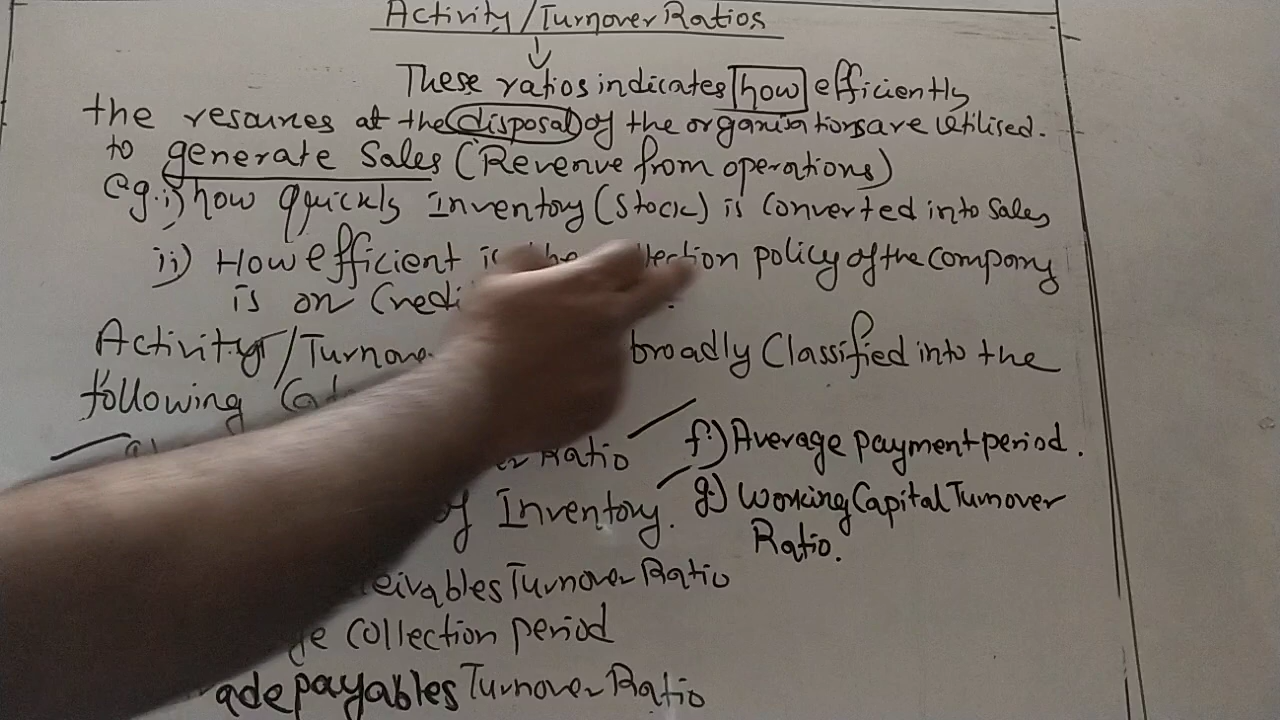 Activity/Turnover Ratios
These ratios indicates how efficiently
the resources at the disposal of the organisations are utilised.
to generate Sales (Revenue from operations)
eg. i) how quickly Inventory (Stock) is Converted into Sales
ii) How efficient is the policy of the company
is on
Activity/ broadly Classified into the
following
Ratio f.) Average payment period.
of Inventory. g.) Working Capital Turnover
Ratio.
Turnover Ratio
Collection period
payables Turnover Ratio